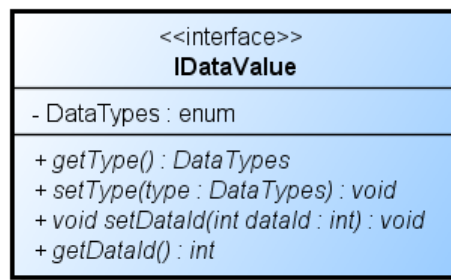 <<interface>>
IDataValue
- DataTypes : enum
+ getType() : DataTypes
+ setType(type : DataTypes) : void
+ void setDataId(int dataId : int) : void
+ getDataId() : int